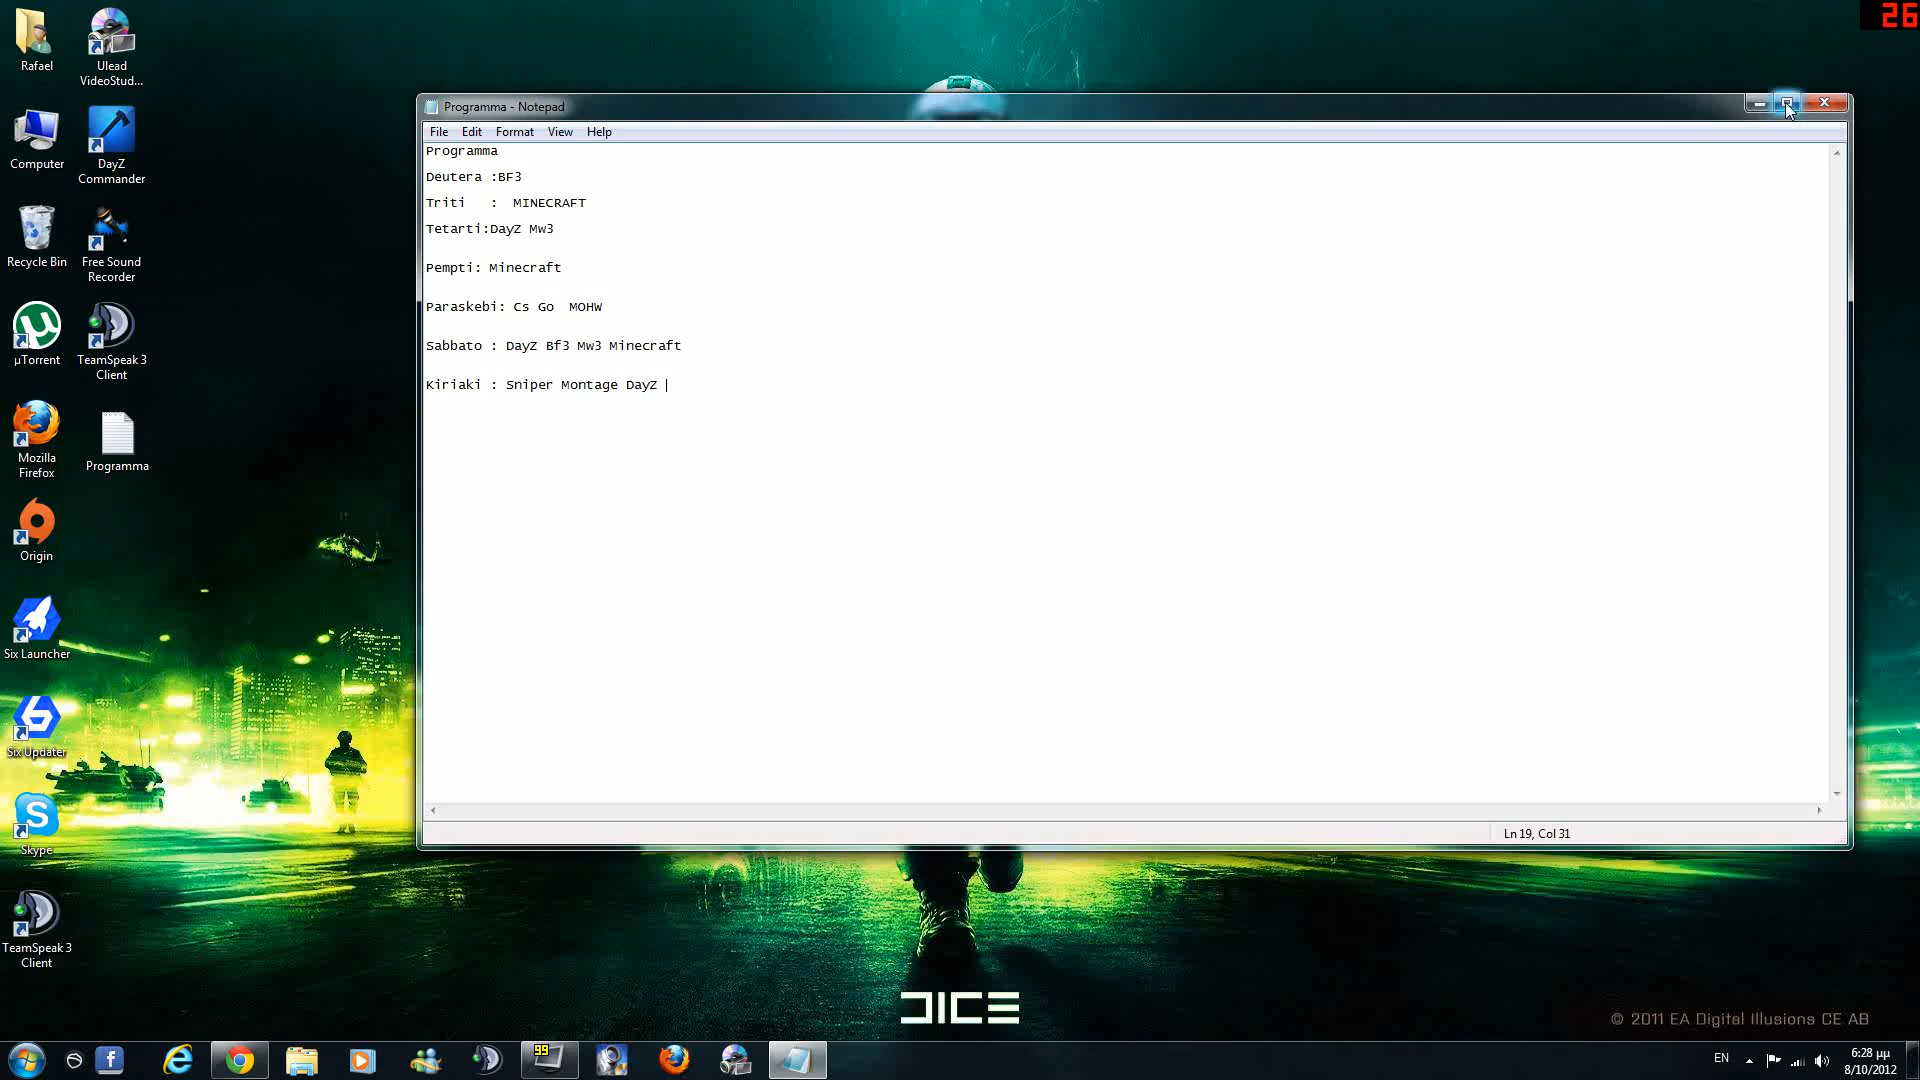 26
Rafael
Ulead
VideoStud...
Computer
DayZ
Commander
Recycle Bin
Free Sound
Recorder
µTorrent
TeamSpeak 3
Client
Mozilla
Firefox
Programma
Origin
Six Launcher
Six Updater
Skype
TeamSpeak 3
Client
Programma - Notepad
File Edit Format View Help
Programma
Deutera :BF3
Triti   :  MINECRAFT
Tetarti:DayZ Mw3
Pempti: Minecraft
Paraskebi: Cs Go  MOHW
Sabbato : DayZ Bf3 Mw3 Minecraft
Kiriaki : Sniper Montage DayZ
Ln 19, Col 31
DICE
© 2011 EA Digital Illusions CE AB
99
EN
6:28 μμ
8/10/2012